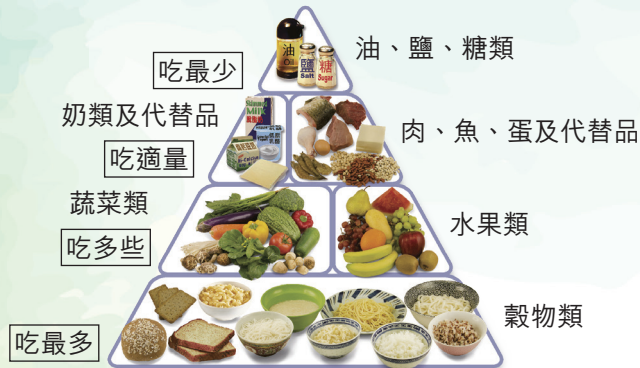 油、鹽、糖類
吃最少
油
Oil
鹽
Salt
糖
Sugar
奶類及代替品
肉、魚、蛋及代替品
吃適量
蔬菜類
吃多些
水果類
穀物類
吃最多